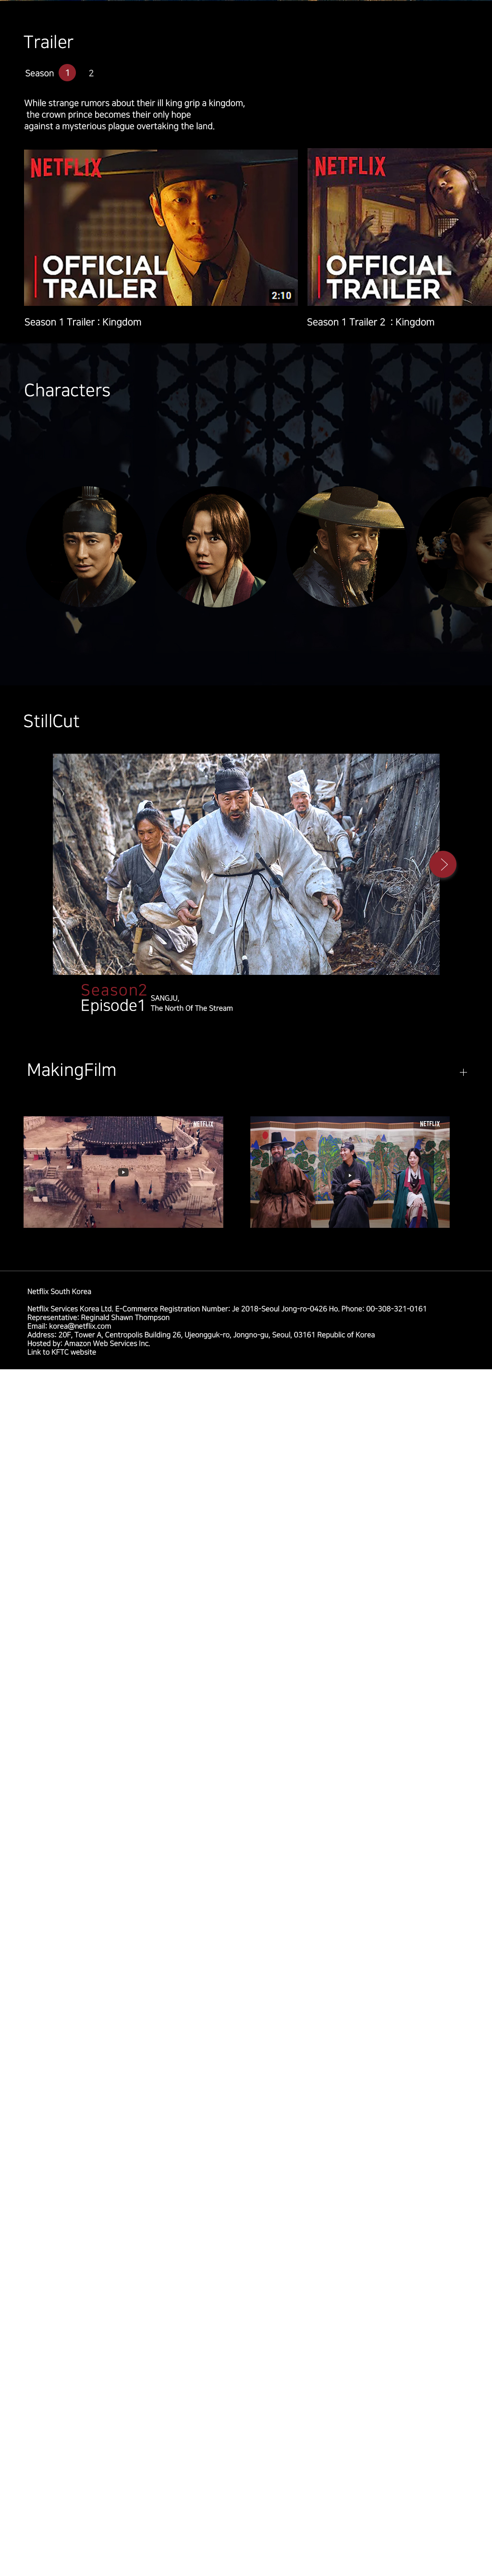 Trailer
Season 1 2
While strange rumors about their ill king grip a kingdom,
the crown prince becomes their only hope
against a mysterious plague overtaking the land.
NETFLIX
OFFICIAL
TRAILER
2:10
NETFLIX
OFFICIAL
TRAILER
Season 1 Trailer : Kingdom
Season 1 Trailer 2 : Kingdom
Characters
StillCut
Season2
Episode1
SANGJU,
The North Of The Stream
MakingFilm
+
NETFLIX
NETFLIX
Netflix South Korea
Netflix Services Korea Ltd. E-Commerce Registration Number: Je 2018-Seoul Jong-ro-0426 Ho. Phone: 00-308-321-0161
Representative: Reginald Shawn Thompson
Email: korea@netflix.com
Address: 20F, Tower A, Centropolis Building 26, Ujeongguk-ro, Jongno-gu, Seoul, 03161 Republic of Korea
Hosted by: Amazon Web Services Inc.
Link to KFTC website